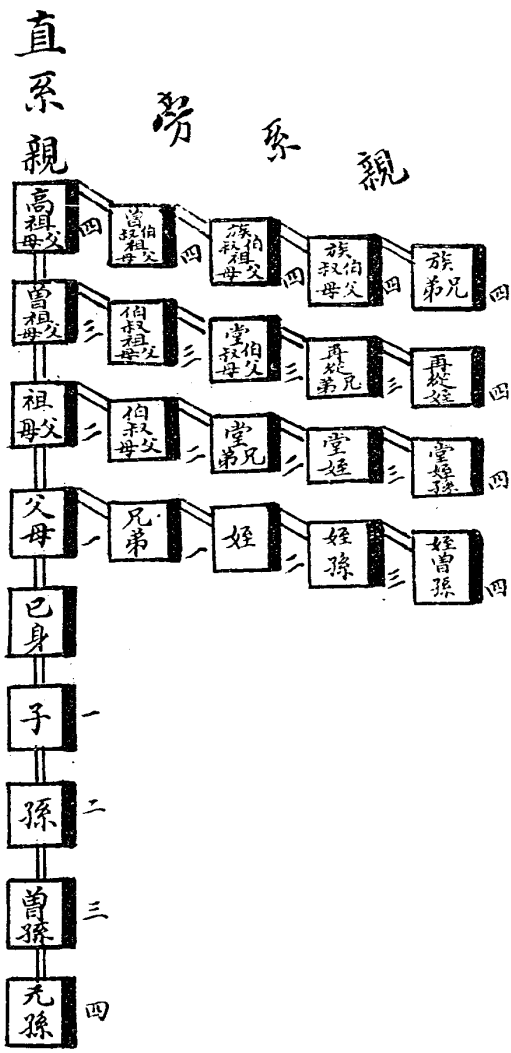 直系親
旁系親
高祖父母 四
曾伯叔祖父母 四
族伯叔祖父母 四
族伯叔父母 四
族兄弟 四
曾祖父母 三
伯叔祖父母 三
堂伯叔父母 三
再從兄弟 三
再從姪 四
祖父母 二
伯叔父母 二
堂兄弟 二
堂姪 三
堂姪孫 四
父母 一
兄弟 一
姪 二
姪孫 三
姪曾孫 四
己身
子 一
孫 二
曾孫 三
元孫 四